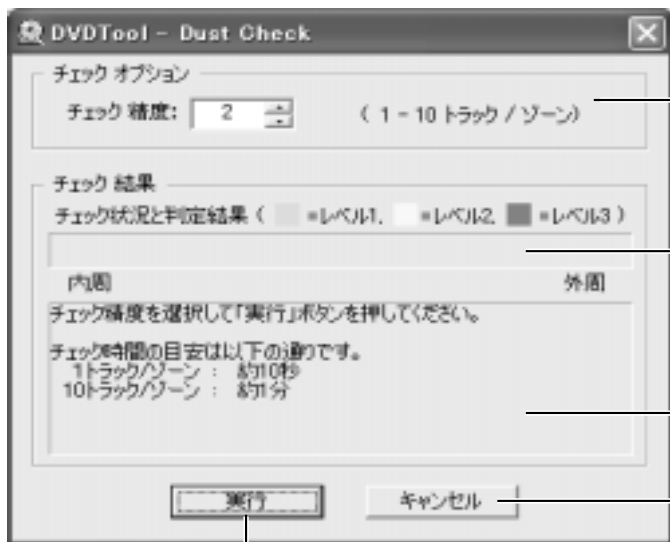 DVDTool - Dust Check
チェック オプション
チェック 精度: 2 ( 1 - 10 トラック / ゾーン)
チェック 結果
チェック状況と判定結果 ( =レベル1, =レベル2, =レベル3 )
内周 外周
チェック精度を選択して「実行」ボタンを押してください。
チェック時間の目安は以下の通りです。
1トラック/ゾーン : 約10秒
10トラック/ゾーン : 約1分
実行 キャンセル